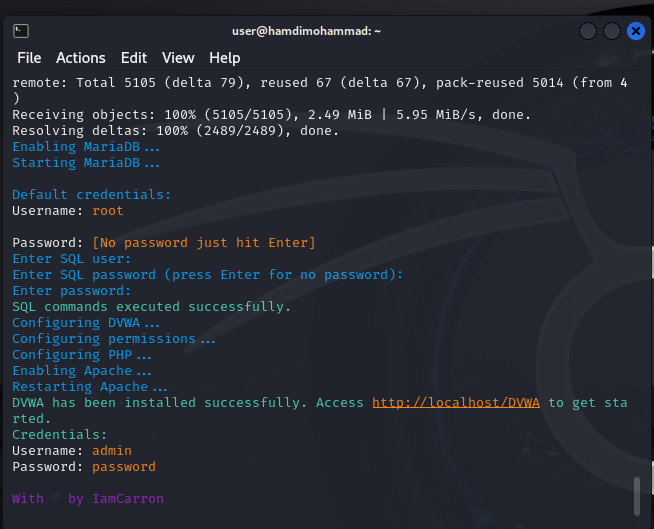 user@hamdimohammad: ~
File Actions Edit View Help
remote: Total 5105 (delta 79), reused 67 (delta 67), pack-reused 5014 (from 4
)
Receiving objects: 100% (5105/5105), 2.49 MiB | 5.95 MiB/s, done.
Resolving deltas: 100% (2489/2489), done.
Enabling MariaDB...
Starting MariaDB...
Default credentials:
Username: root
Password: [No password just hit Enter]
Enter SQL user:
Enter SQL password (press Enter for no password):
Enter password:
SQL commands executed successfully.
Configuring DVWA...
Configuring permissions...
Configuring PHP...
Enabling Apache...
Restarting Apache...
DVWA has been installed successfully. Access http://localhost/DVWA to get sta
rted.
Credentials:
Username: admin
Password: password
With ♡ by IamCarron